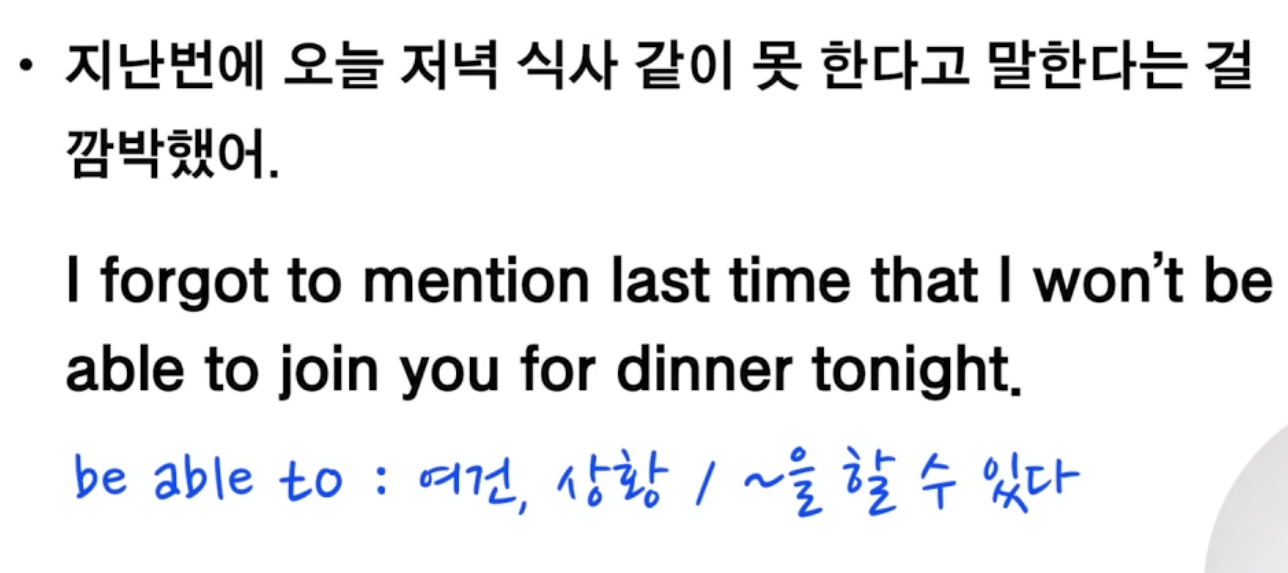 • 지난번에 오늘 저녁 식사 같이 못 한다고 말한다는 걸
깜박했어.
I forgot to mention last time that I won't be
able to join you for dinner tonight.
be able to : 여건, 상황 / ~을 할 수 있다